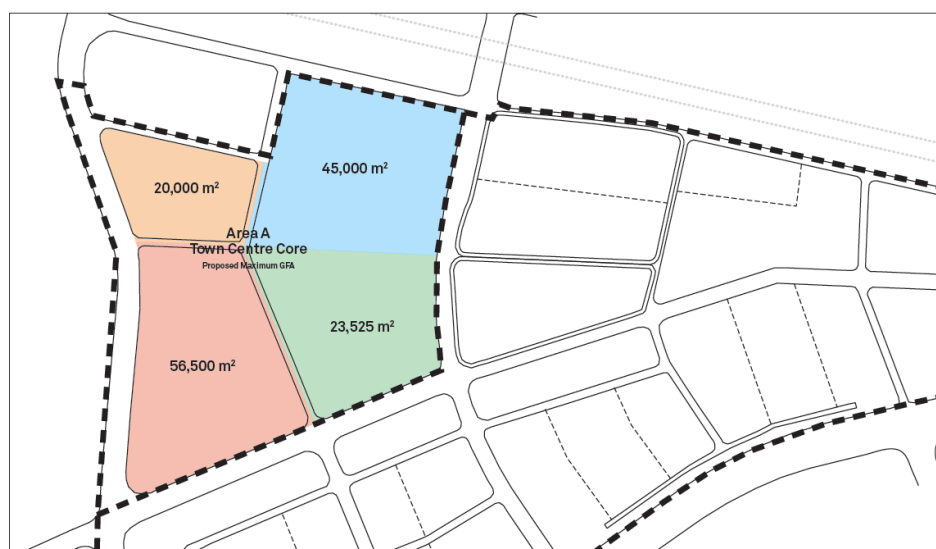 45,000 m²
20,000 m²
Area A
Town Centre Core
Proposed Maximum GFA
23,525 m²
56,500 m²